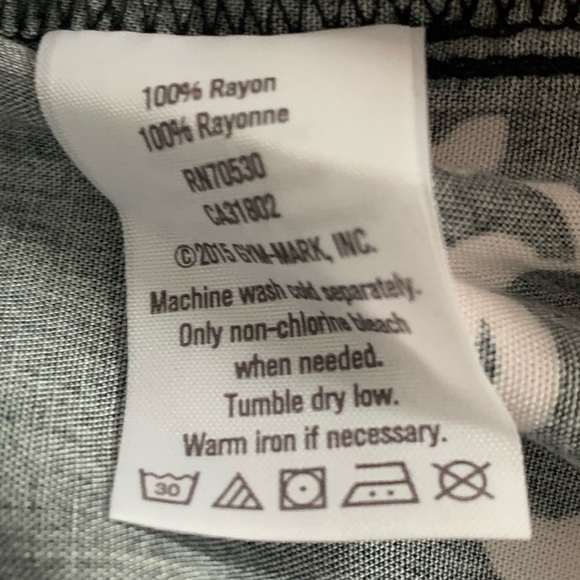 100% Rayon
100% Rayonne
RN70530
CA31802
©2015 GYM-MARK, INC.
Machine wash cold separately.
Only non-chlorine bleach
when needed.
Tumble dry low.
Warm iron if necessary.
30